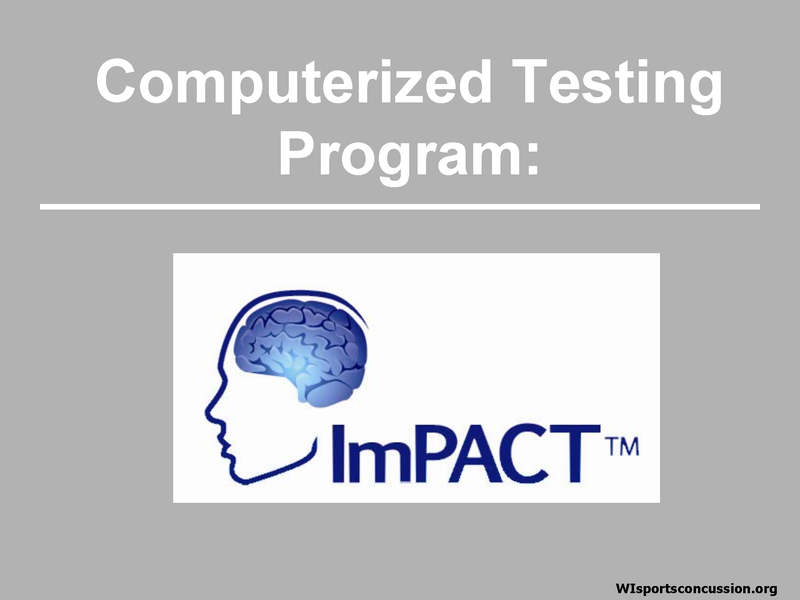 Computerized Testing
Program:
ImPACT™
WIsportsconcussion.org